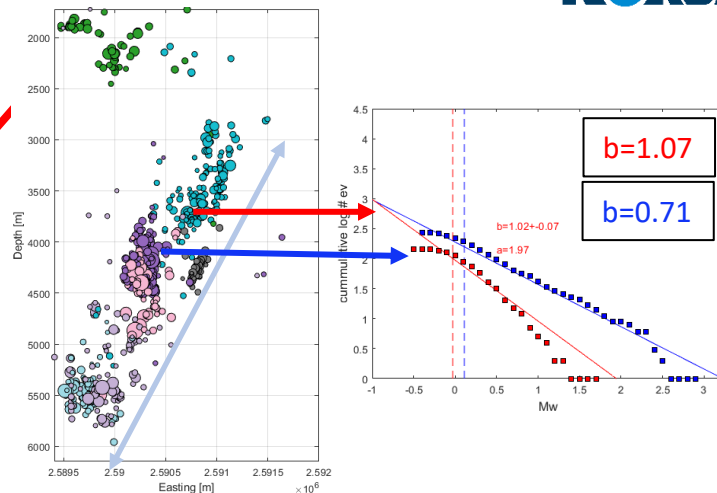 2000
2500
3000
3500
4000
4500
5000
5500
6000
Depth [m]
2.5895 2.59 2.5905 2.591 2.5915 2.592
Easting [m]
×10⁶
4.5
4
3.5
3
2.5
2
1.5
1
0.5
0
cummulative log # ev
-1 -0.5 0 0.5 1 1.5 2 2.5 3
Mw
b=1.02+-0.07
a=1.97
b=1.07
b=0.71